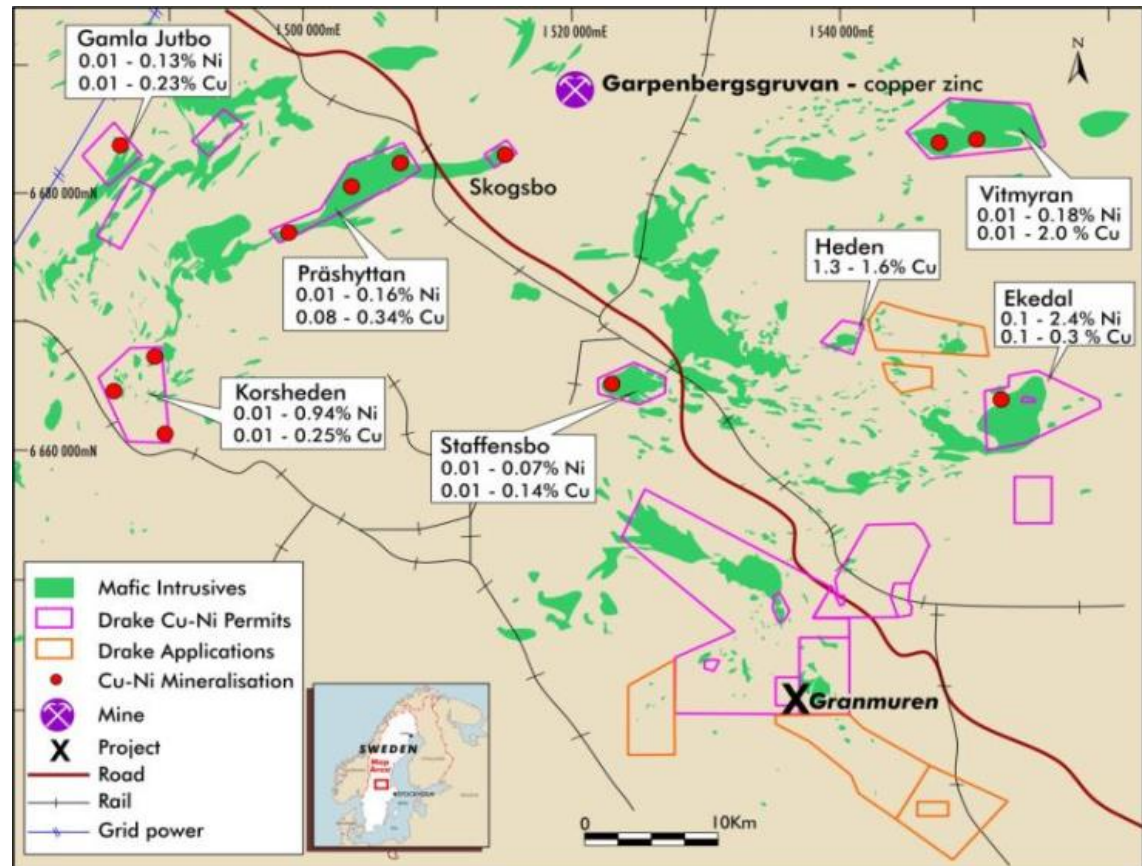 1 500 000mE
1 520 000mE
1 540 000mE
N
Gamla Jutbo
0.01 - 0.13% Ni
0.01 - 0.23% Cu
Garpenbergsgruvan - copper zinc
Skogsbo
6 680 000mN
Vitmyran
0.01 - 0.18% Ni
0.01 - 2.0 % Cu
Heden
1.3 - 1.6% Cu
Präshyttan
0.01 - 0.16% Ni
0.08 - 0.34% Cu
Ekedal
0.1 - 2.4% Ni
0.1 - 0.3 % Cu
Korsheden
0.01 - 0.94% Ni
0.01 - 0.25% Cu
Staffensbo
0.01 - 0.07% Ni
0.01 - 0.14% Cu
6 660 000mN
Mafic Intrusives
Drake Cu-Ni Permits
Drake Applications
Cu-Ni Mineralisation
Mine
X Project
Road
Rail
Grid power
SWEDEN
Map
Area
STOCKHOLM
X Granmuren
0 10Km